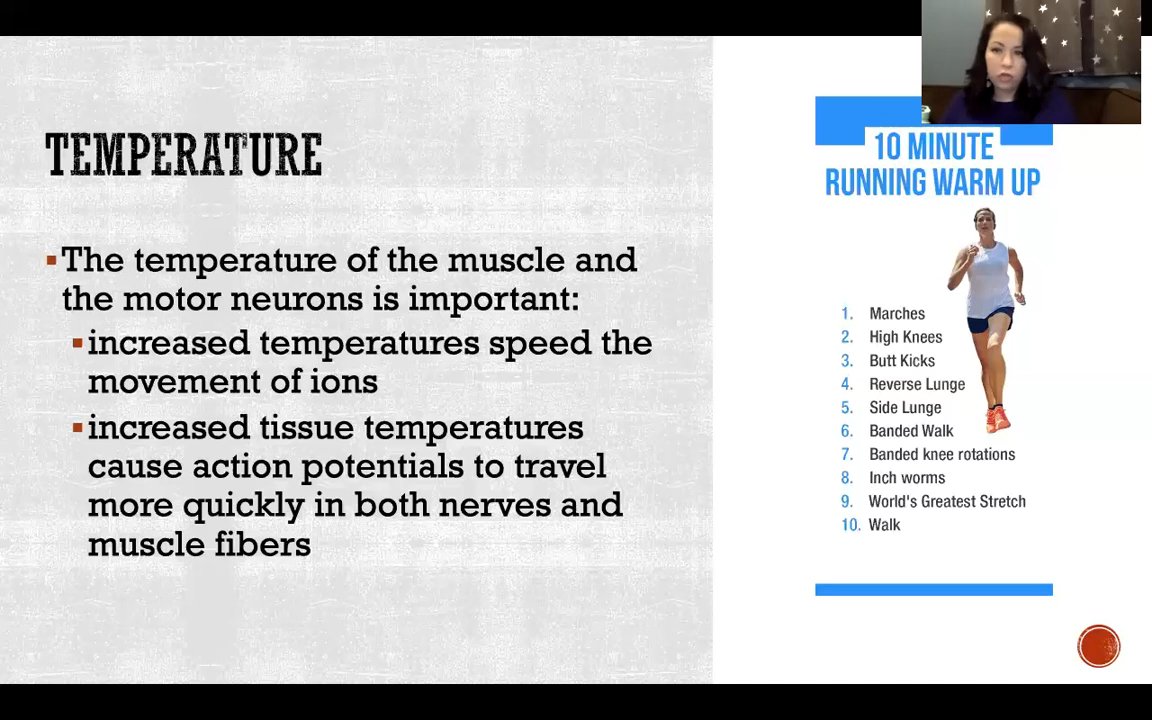 TEMPERATURE
▪The temperature of the muscle and
the motor neurons is important:
▪increased temperatures speed the
movement of ions
▪increased tissue temperatures
cause action potentials to travel
more quickly in both nerves and
muscle fibers
10 MINUTE
RUNNING WARM UP
1. Marches
2. High Knees
3. Butt Kicks
4. Reverse Lunge
5. Side Lunge
6. Banded Walk
7. Banded knee rotations
8. Inch worms
9. World's Greatest Stretch
10. Walk